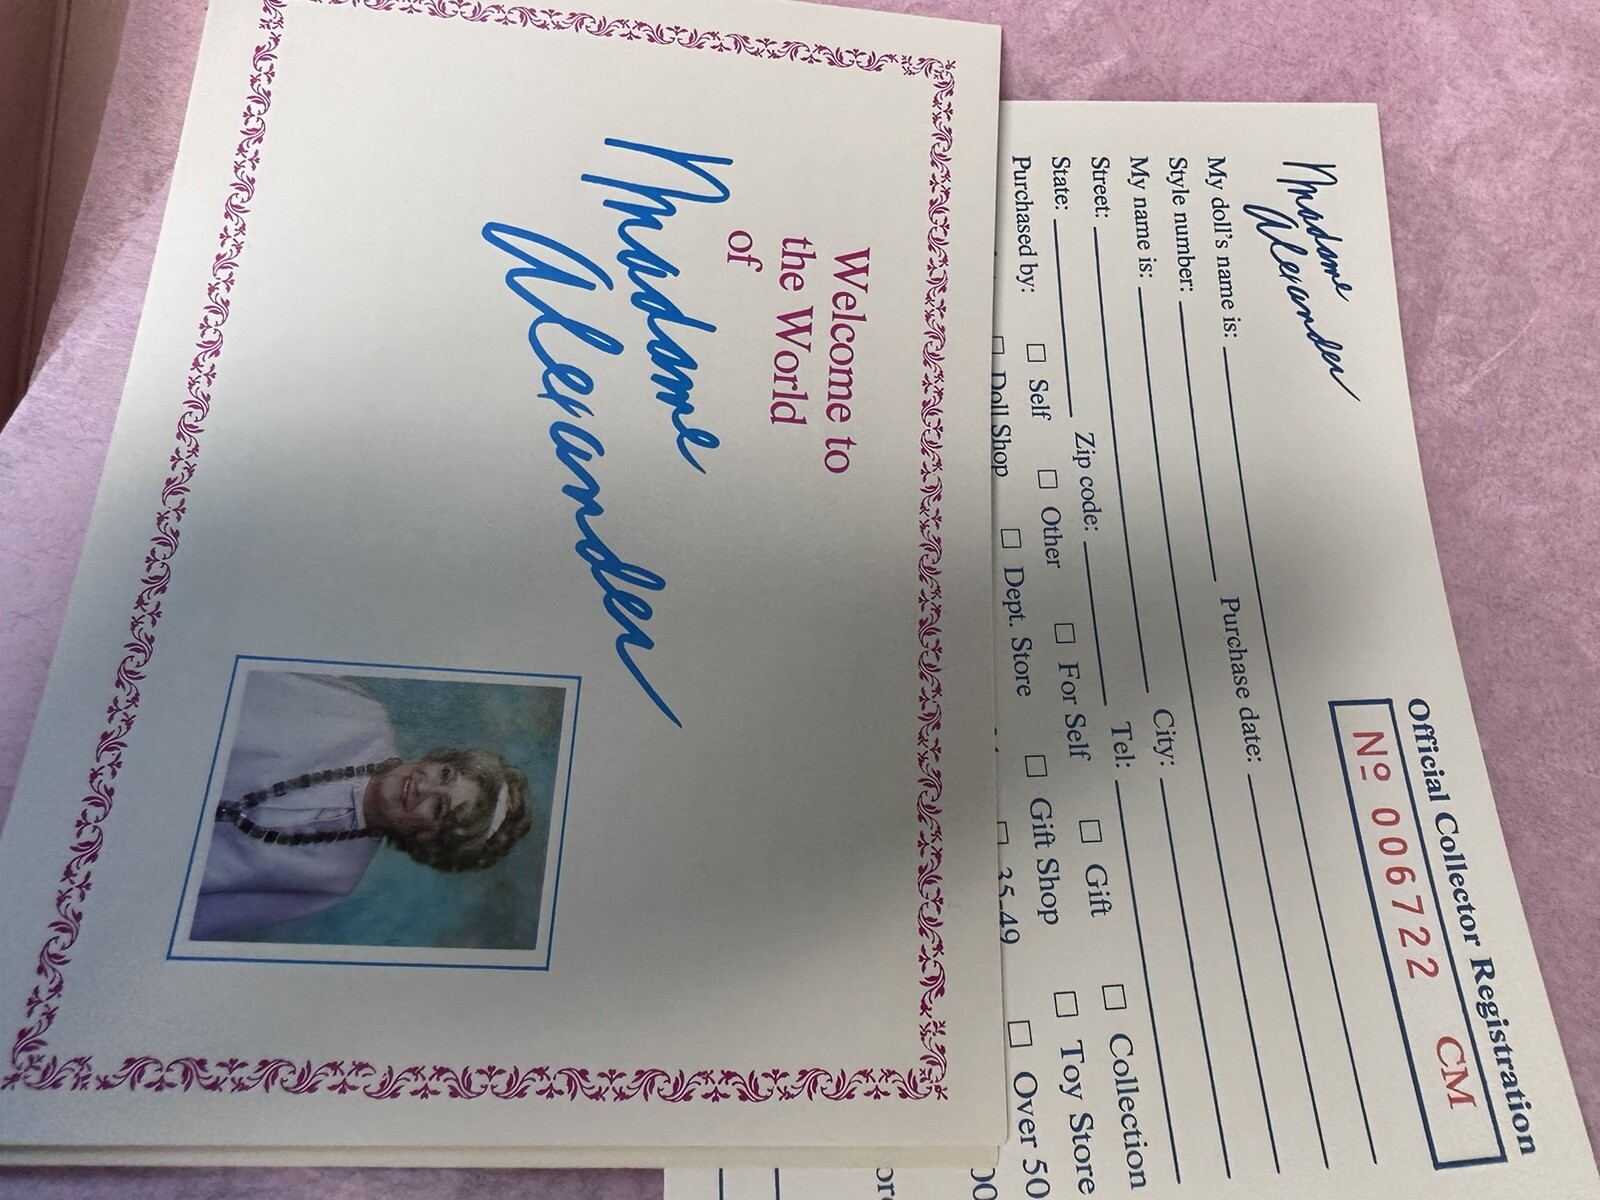 Welcome to
the World
of
Madame
Alexander
Madame
Alexander
Official Collector Registration
Nº 006722 CM
My doll's name is:
Style number: Purchase date:
My name is:
Street: City:
State: Zip code: Tel:
Purchased by: Self Other For Self Gift Collection
Doll Shop Dept. Store Gift Shop Toy Store
35-49 Over 50